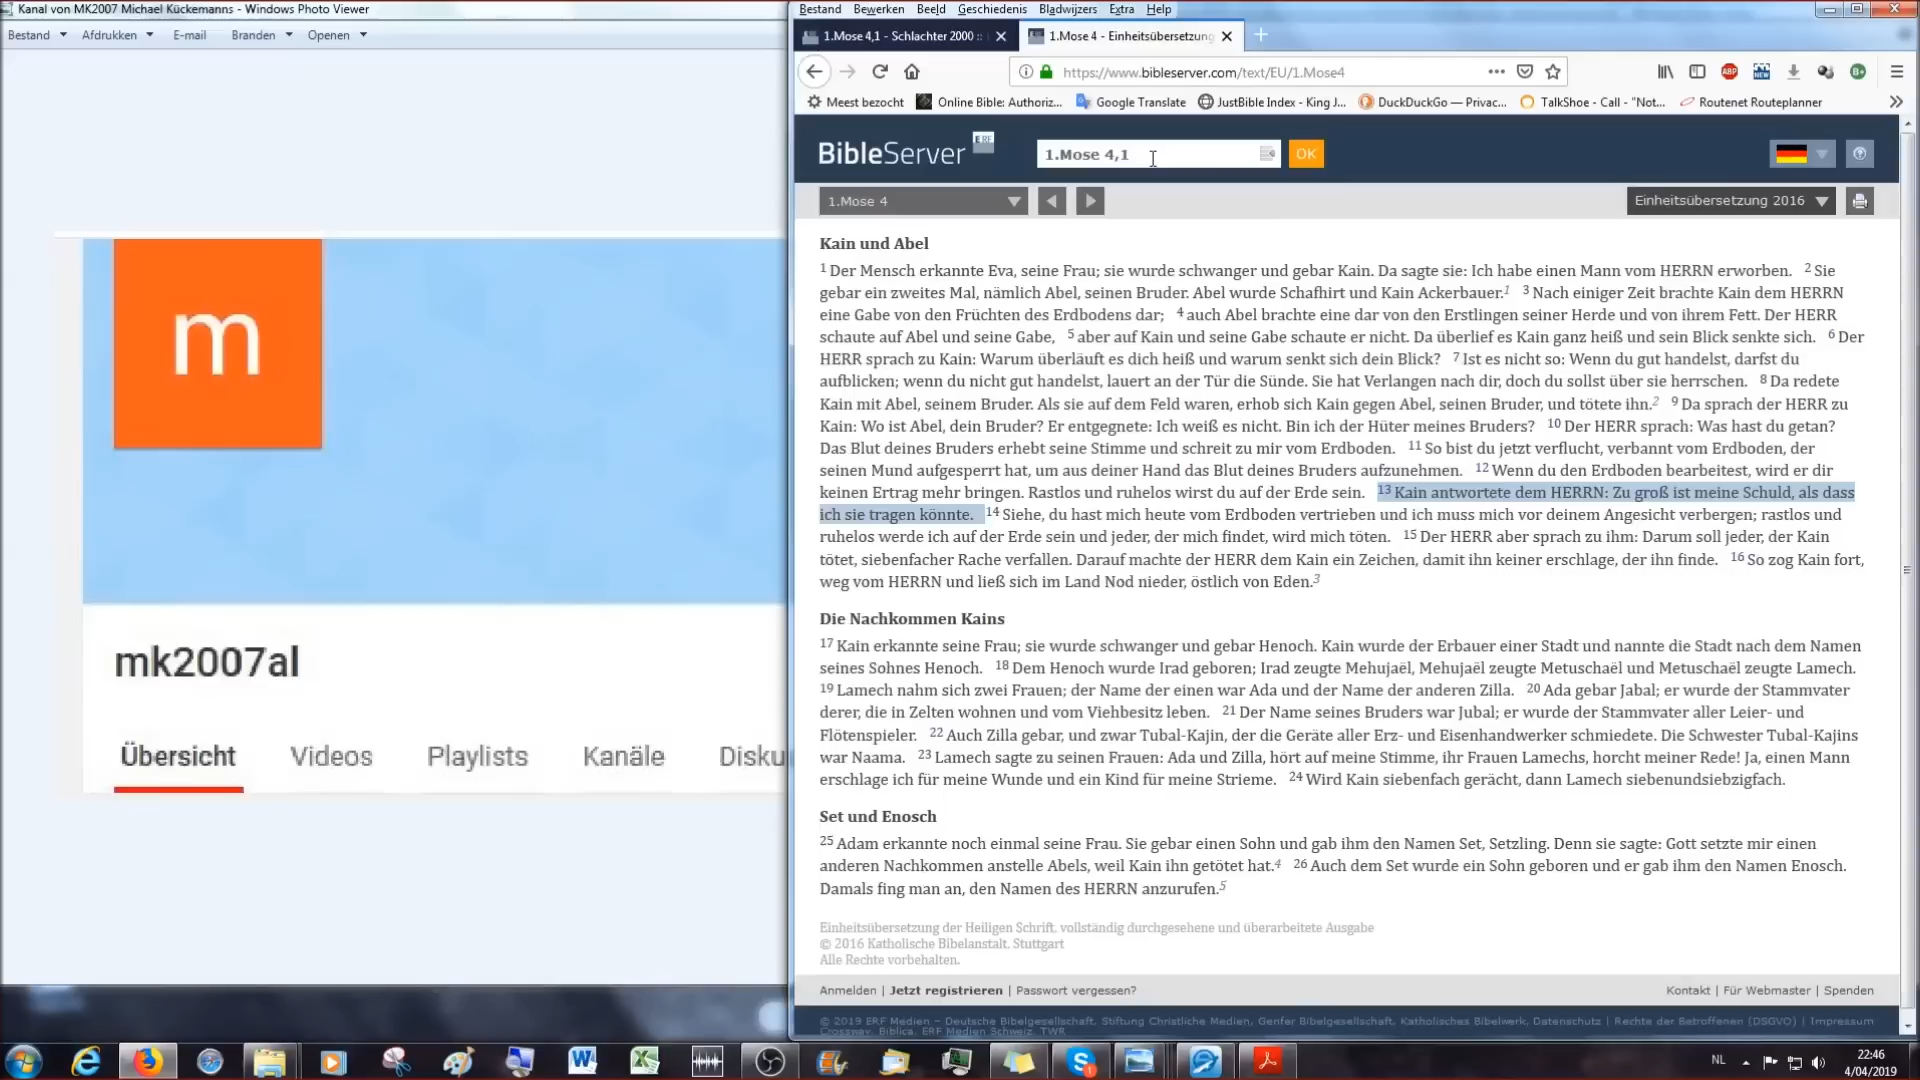 Kanal von MK2007 Michael Kückemanns - Windows Photo Viewer
Bestand Afdrukken E-mail Branden Openen
m
mk2007al
Übersicht Videos Playlists Kanäle Disku
Bestand Bewerken Beeld Geschiedenis Bladwijzers Extra Help
1.Mose 4,1 - Schlachter 2000 ::
1.Mose 4 - Einheitsübersetzung
https://www.bibleserver.com/text/EU/1.Mose4
ABP
NEW
B+
Meest bezocht Online Bible: Authoriz... Google Translate JustBible Index - King J... DuckDuckGo — Privac... TalkShoe - Call - "Not... Routenet Routeplanner
BibleServer ERF 1.Mose 4,1 OK
1.Mose 4 Einheitsübersetzung 2016
Kain und Abel
1 Der Mensch erkannte Eva, seine Frau; sie wurde schwanger und gebar Kain. Da sagte sie: Ich habe einen Mann vom HERRN erworben. 2 Sie
gebar ein zweites Mal, nämlich Abel, seinen Bruder. Abel wurde Schafhirt und Kain Ackerbauer.1 3 Nach einiger Zeit brachte Kain dem HERRN
eine Gabe von den Früchten des Erdbodens dar; 4 auch Abel brachte eine dar von den Erstlingen seiner Herde und von ihrem Fett. Der HERR
schaute auf Abel und seine Gabe, 5 aber auf Kain und seine Gabe schaute er nicht. Da überlief es Kain ganz heiß und sein Blick senkte sich. 6 Der
HERR sprach zu Kain: Warum überläuft es dich heiß und warum senkt sich dein Blick? 7 Ist es nicht so: Wenn du gut handelst, darfst du
aufblicken; wenn du nicht gut handelst, lauert an der Tür die Sünde. Sie hat Verlangen nach dir, doch du sollst über sie herrschen. 8 Da redete
Kain mit Abel, seinem Bruder. Als sie auf dem Feld waren, erhob sich Kain gegen Abel, seinen Bruder, und tötete ihn.2 9 Da sprach der HERR zu
Kain: Wo ist Abel, dein Bruder? Er entgegnete: Ich weiß es nicht. Bin ich der Hüter meines Bruders? 10 Der HERR sprach: Was hast du getan?
Das Blut deines Bruders erhebt seine Stimme und schreit zu mir vom Erdboden. 11 So bist du jetzt verflucht, verbannt vom Erdboden, der
seinen Mund aufgesperrt hat, um aus deiner Hand das Blut deines Bruders aufzunehmen. 12 Wenn du den Erdboden bearbeitest, wird er dir
keinen Ertrag mehr bringen. Rastlos und ruhelos wirst du auf der Erde sein. 13 Kain antwortete dem HERRN: Zu groß ist meine Schuld, als dass
ich sie tragen könnte. 14 Siehe, du hast mich heute vom Erdboden vertrieben und ich muss mich vor deinem Angesicht verbergen; rastlos und
ruhelos werde ich auf der Erde sein und jeder, der mich findet, wird mich töten. 15 Der HERR aber sprach zu ihm: Darum soll jeder, der Kain
tötet, siebenfacher Rache verfallen. Darauf machte der HERR dem Kain ein Zeichen, damit ihn keiner erschlage, der ihn finde. 16 So zog Kain fort,
weg vom HERRN und ließ sich im Land Nod nieder, östlich von Eden.3
Die Nachkommen Kains
17 Kain erkannte seine Frau; sie wurde schwanger und gebar Henoch. Kain wurde der Erbauer einer Stadt und nannte die Stadt nach dem Namen
seines Sohnes Henoch. 18 Dem Henoch wurde Irad geboren; Irad zeugte Mehujaël, Mehujaël zeugte Metuschaël und Metuschaël zeugte Lamech.
19 Lamech nahm sich zwei Frauen; der Name der einen war Ada und der Name der anderen Zilla. 20 Ada gebar Jabal; er wurde der Stammvater
derer, die in Zelten wohnen und vom Viehbesitz leben. 21 Der Name seines Bruders war Jubal; er wurde der Stammvater aller Leier- und
Flötenspieler. 22 Auch Zilla gebar, und zwar Tubal-Kajin, der die Geräte aller Erz- und Eisenhandwerker schmiedete. Die Schwester Tubal-Kajins
war Naama. 23 Lamech sagte zu seinen Frauen: Ada und Zilla, hört auf meine Stimme, ihr Frauen Lamechs, horcht meiner Rede! Ja, einen Mann
erschlage ich für meine Wunde und ein Kind für meine Strieme. 24 Wird Kain siebenfach gerächt, dann Lamech siebenundsiebzigfach.
Set und Enosch
25 Adam erkannte noch einmal seine Frau. Sie gebar einen Sohn und gab ihm den Namen Set, Setzling. Denn sie sagte: Gott setzte mir einen
anderen Nachkommen anstelle Abels, weil Kain ihn getötet hat.4 26 Auch dem Set wurde ein Sohn geboren und er gab ihm den Namen Enosch.
Damals fing man an, den Namen des HERRN anzurufen.5
Einheitsübersetzung der Heiligen Schrift, vollständig durchgesehene und überarbeitete Ausgabe
© 2016 Katholische Bibelanstalt, Stuttgart
Alle Rechte vorbehalten.
Anmelden | Jetzt registrieren | Passwort vergessen? Kontakt | Für Webmaster | Spenden
© 2019 ERF Medien – Deutsche Bibelgesellschaft, Stiftung Christliche Medien, Genfer Bibelgesellschaft, Katholisches Bibelwerk, Datenschutz | Rechte der Betroffenen (DSGVO) | Impressum
Crossway, Biblica, ERF Medien Schweiz, TWR
NL 22:46
4/04/2019